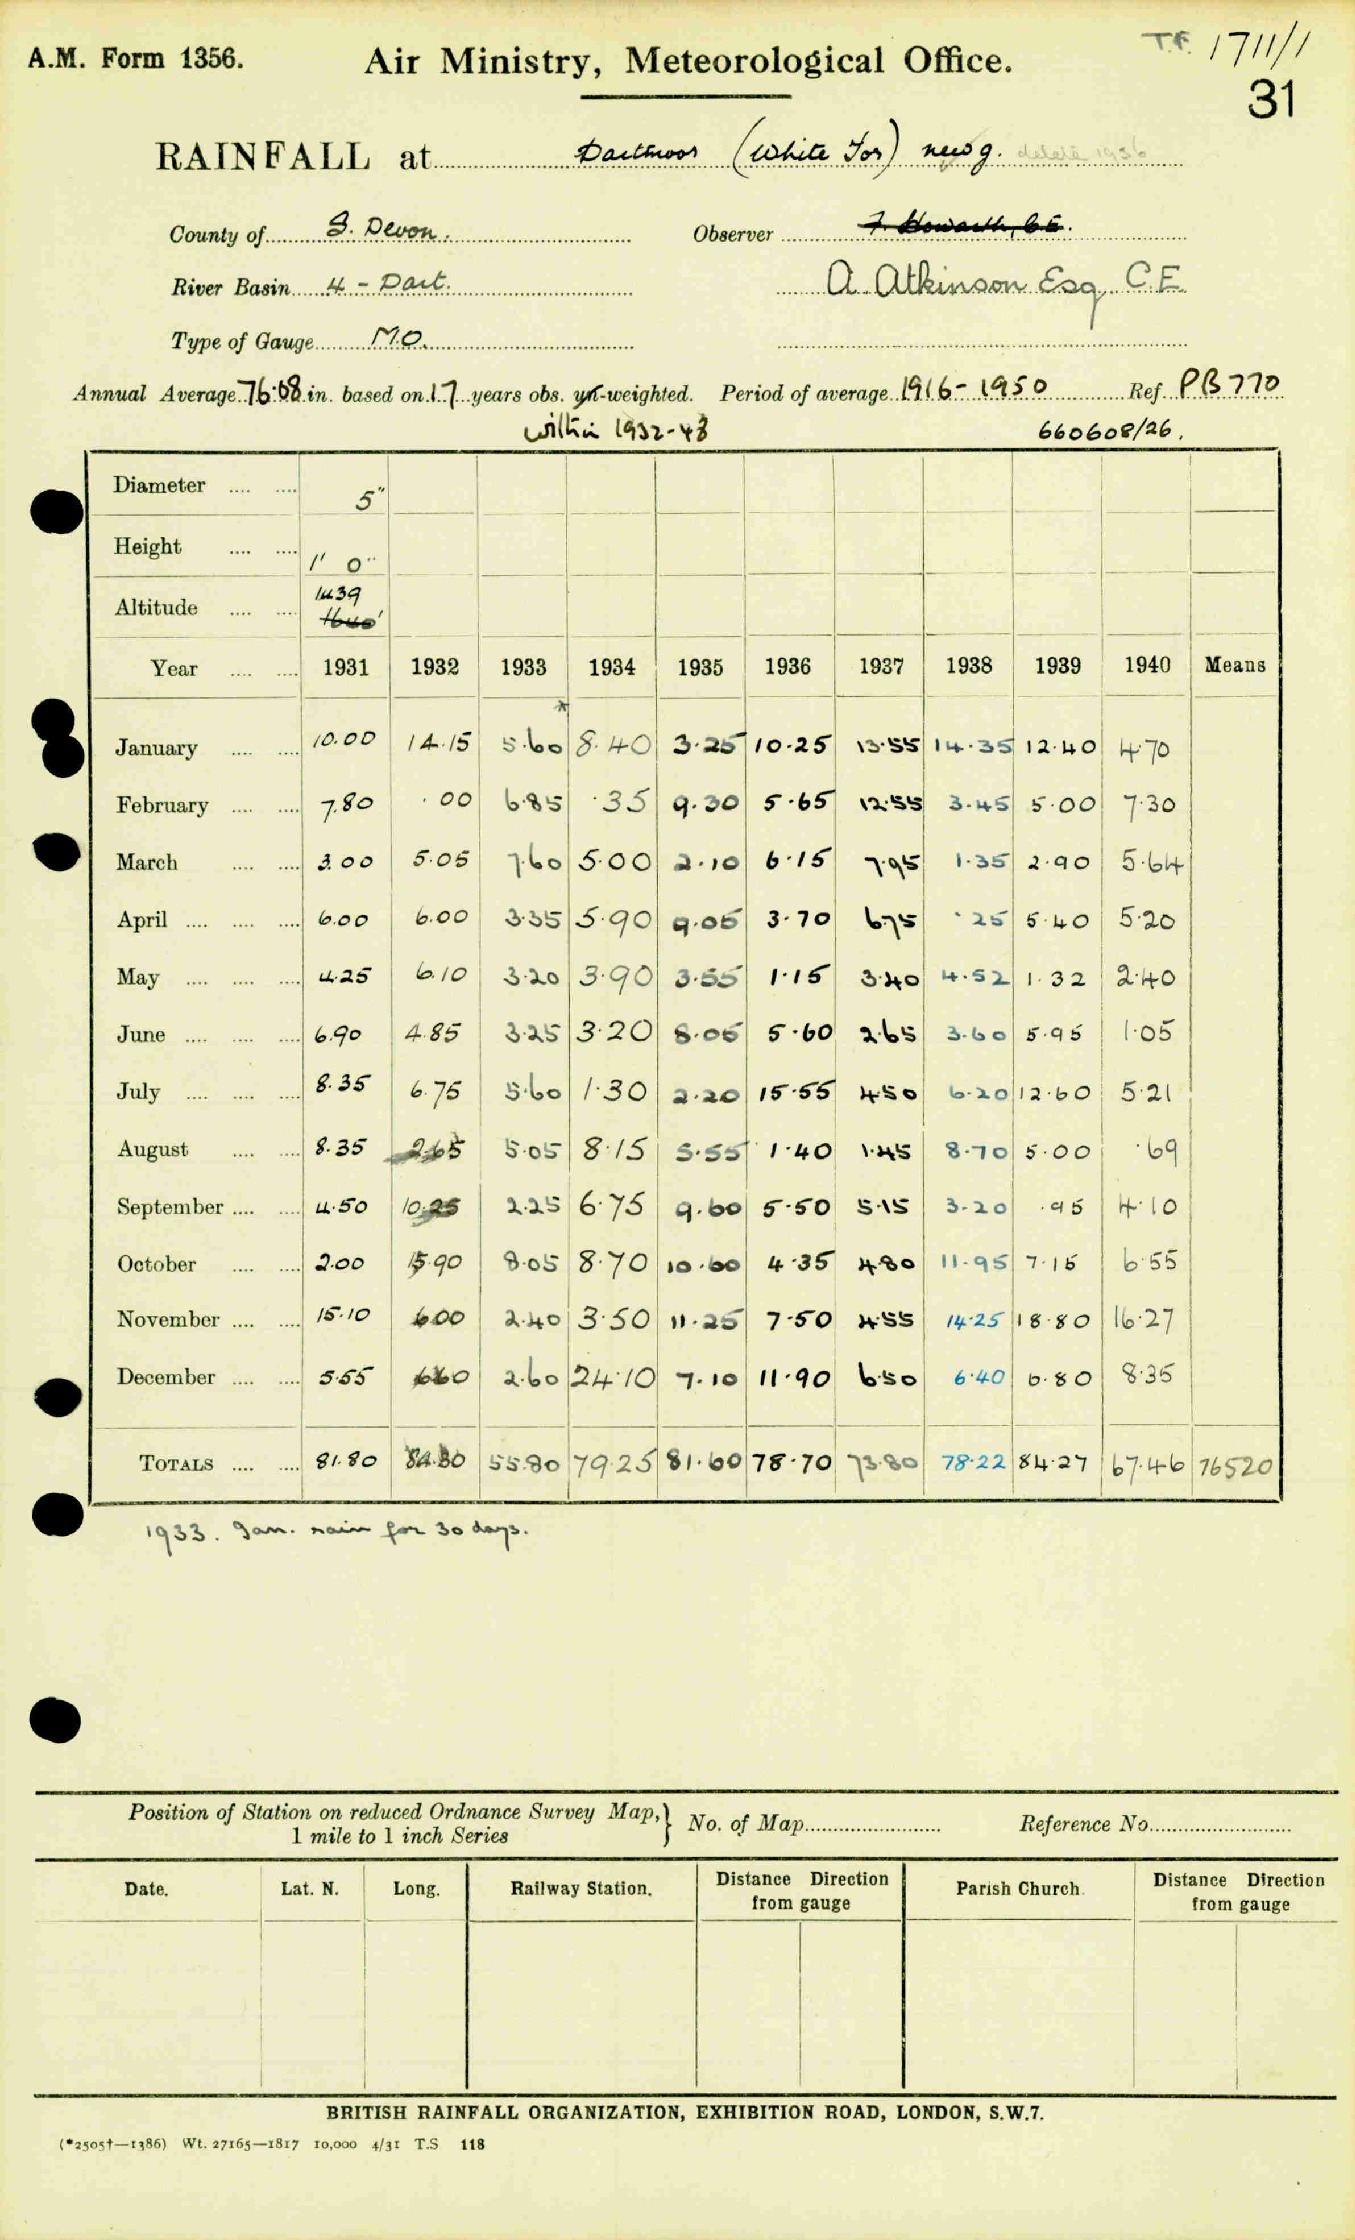 T.F. 1711/1
A.M. Form 1356. Air Ministry, Meteorological Office.
31
RAINFALL at Dartmoor (White Tor) new g. delete 1936
County of S. Devon. Observer F. Howarth, C.E.
River Basin 4 - Dart. A. Atkinson Esq C.E.
Type of Gauge M.O.
Annual Average 76.08 in. based on 17 years obs. un-weighted. Period of average 1916-1950 Ref. PB 770
within 1932-48 660608/26.
Diameter .... .... 5"
Height .... .... 1' 0"
Altitude .... .... 1439
1640'
Year .... .... 1931 1932 1933 1934 1935 1936 1937 1938 1939 1940 Means
January .... .... 10.00 14.15 5.60* 8.40 3.25 10.25 13.55 14.35 12.40 4.70
February .... .... 7.80 .00 6.85 .35 9.30 5.65 12.55 3.45 5.00 7.30
March .... .... 3.00 5.05 7.60 5.00 2.10 6.15 7.95 1.35 2.90 5.64
April .... .... .... 6.00 6.00 3.35 5.90 9.05 3.70 6.75 .25 5.40 5.20
May .... .... .... 4.25 6.10 3.20 3.90 3.55 1.15 3.40 4.52 1.32 2.40
June .... .... .... 6.90 4.85 3.25 3.20 8.05 5.60 2.65 3.60 5.95 1.05
July .... .... .... 8.35 6.75 5.60 1.30 2.20 15.55 4.50 6.20 12.60 5.21
August .... .... 8.35 2.65 5.05 8.15 5.55 1.40 1.45 8.70 5.00 .69
September .... .... 4.50 10.25 2.25 6.75 9.60 5.50 5.15 3.20 .95 4.10
October .... .... 2.00 15.90 8.05 8.70 10.60 4.35 4.80 11.95 7.15 6.55
November .... .... 15.10 6.00 2.40 3.50 11.25 7.50 4.55 14.25 18.80 16.27
December .... .... 5.55 6.60 2.60 24.10 7.10 11.90 6.50 6.40 6.80 8.35
TOTALS .... .... 81.80 84.30 55.80 79.25 81.60 78.70 73.80 78.22 84.27 67.46 76520
1933. Jan. rain for 30 days.
Position of Station on reduced Ordnance Survey Map,} No. of Map Reference No.
1 mile to 1 inch Series
Date. Lat. N. Long. Railway Station. Distance Direction from gauge Parish Church. Distance Direction from gauge
BRITISH RAINFALL ORGANIZATION, EXHIBITION ROAD, LONDON, S.W.7.
(*2505†—1386) Wt. 27165—1817 10,000 4/31 T.S 118